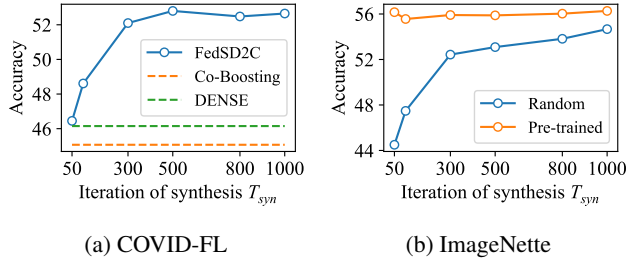 Accuracy
52
50
48
46
FedSD2C
Co-Boosting
DENSE
50 300 500 800 1000
Iteration of synthesis T_syn
(a) COVID-FL
Accuracy
56
52
48
44
Random
Pre-trained
50 300 500 800 1000
Iteration of synthesis T_syn
(b) ImageNette